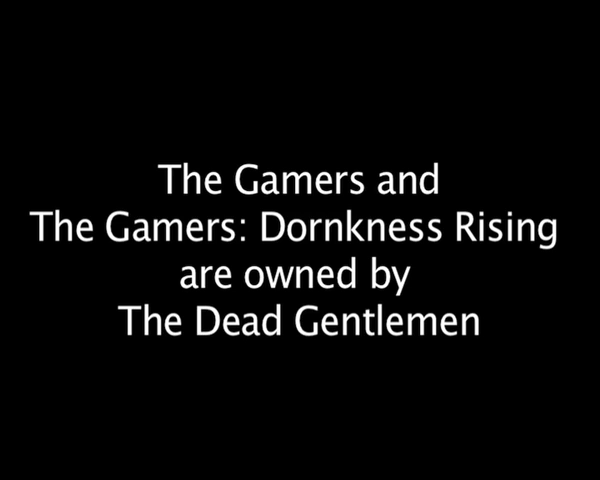 The Gamers and
The Gamers: Dornkness Rising
are owned by
The Dead Gentlemen